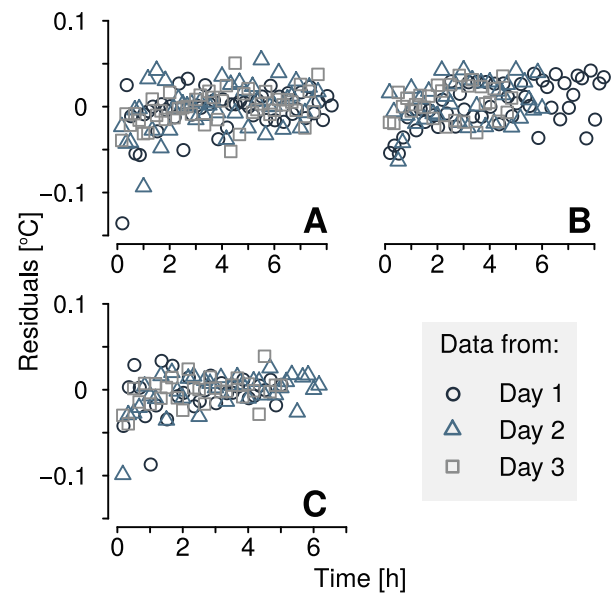 0.1
0
−0.1
A
0 2 4 6
B
0 2 4 6
Residuals [°C]
0.1
0
−0.1
C
0 2 4 6
Time [h]
Data from:
Day 1
Day 2
Day 3